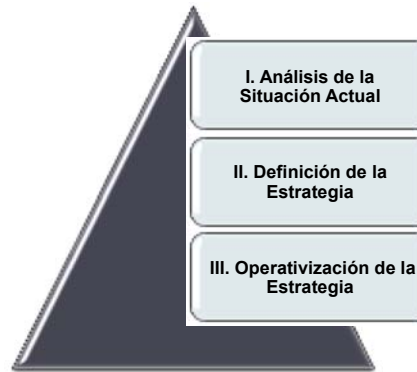 I. Análisis de la
Situación Actual
II. Definición de la
Estrategia
III. Operativización de la
Estrategia